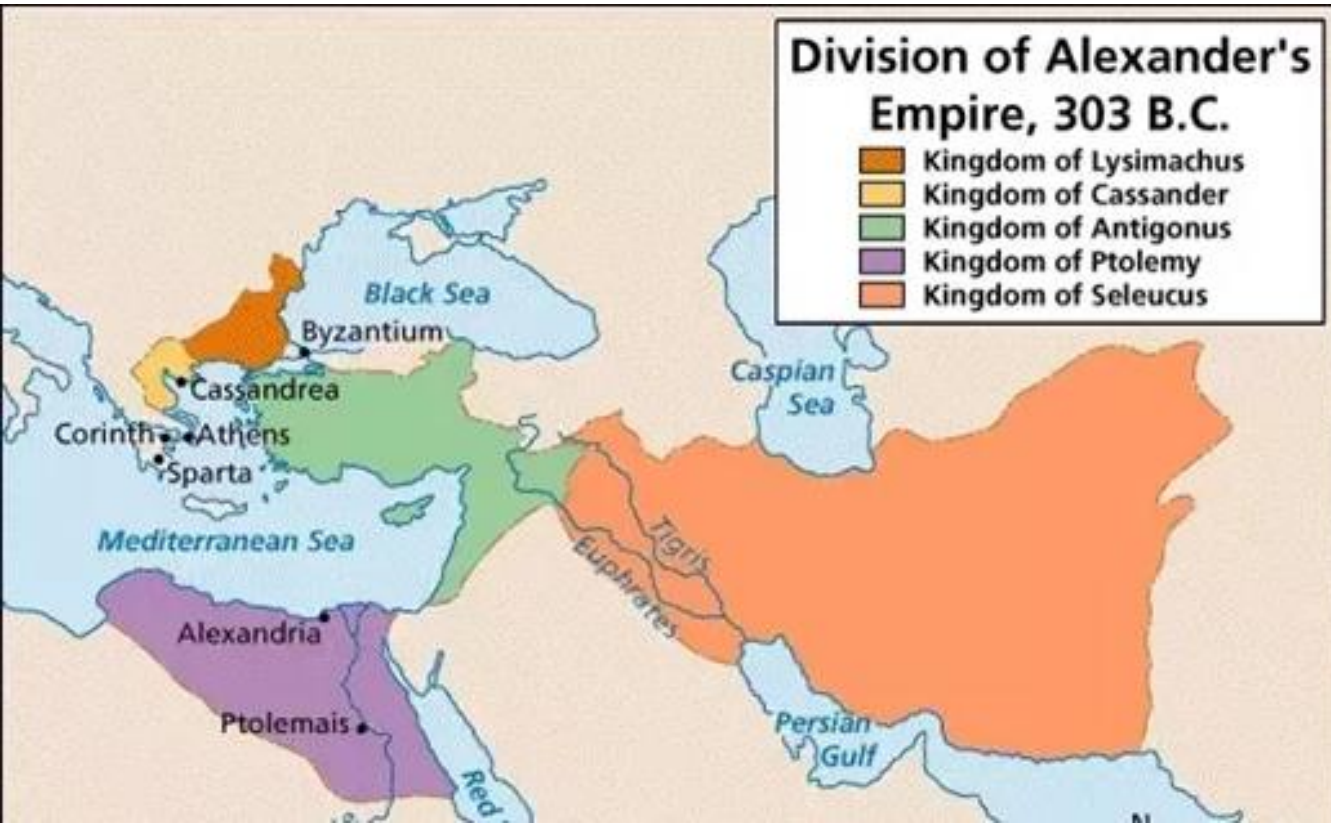 Division of Alexander's
Empire, 303 B.C.
Kingdom of Lysimachus
Kingdom of Cassander
Kingdom of Antigonus
Kingdom of Ptolemy
Kingdom of Seleucus
Black Sea
Byzantium
Caspian
Sea
Cassandrea
Corinth
Athens
Sparta
Mediterranean Sea
Tigris
Euphrates
Alexandria
Ptolemais
Persian
Gulf
Red
N